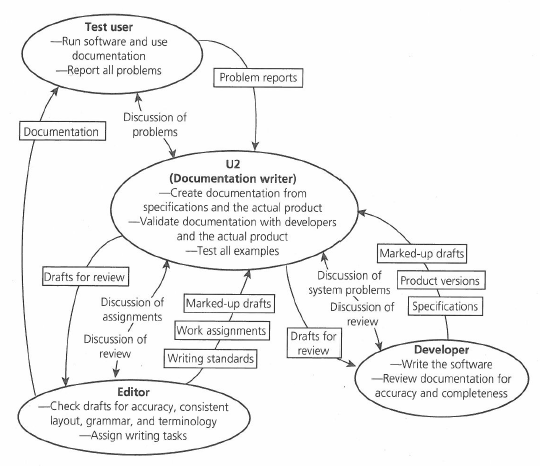 Test user
—Run software and use
documentation
—Report all problems
Problem reports
Documentation
Discussion of
problems
U2
(Documentation writer)
—Create documentation from
specifications and the actual product
—Validate documentation with developers
and the actual product
—Test all examples
Drafts for review
Discussion of
assignments
Discussion of
review
Marked-up drafts
Work assignments
Writing standards
Discussion of
system problems
Discussion of
review
Drafts for
review
Marked-up drafts
Product versions
Specifications
Developer
—Write the software
—Review documentation for
accuracy and completeness
Editor
—Check drafts for accuracy, consistent
layout, grammar, and terminology
—Assign writing tasks